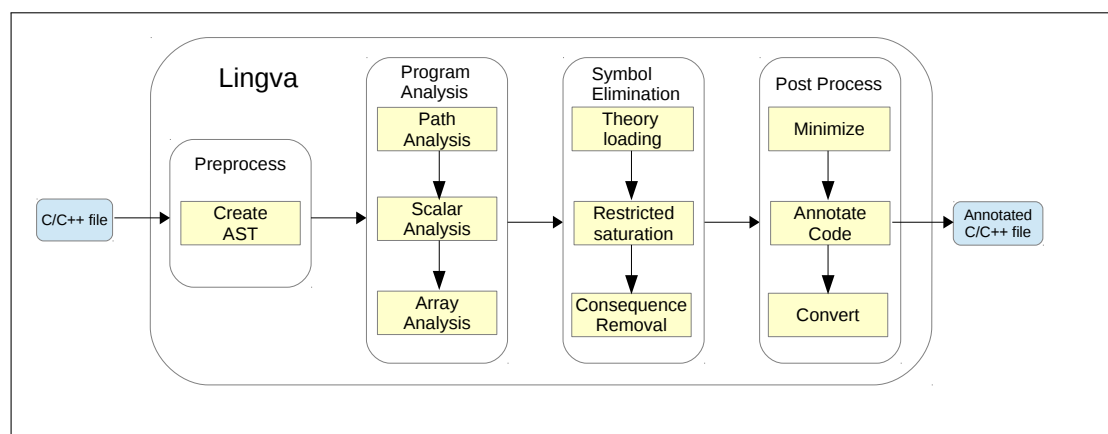 Lingva
C/C++ file
Preprocess
Create
AST
Program
Analysis
Path
Analysis
Scalar
Analysis
Array
Analysis
Symbol
Elimination
Theory
loading
Restricted
saturation
Consequence
Removal
Post Process
Minimize
Annotate
Code
Convert
Annotated
C/C++ file